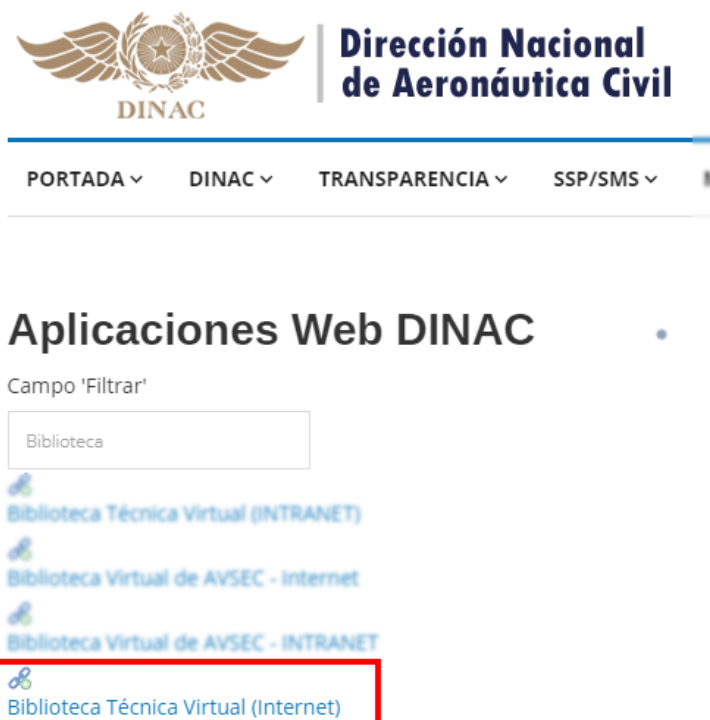 DINAC
Dirección Nacional
de Aeronáutica Civil
PORTADA DINAC TRANSPARENCIA SSP/SMS
Aplicaciones Web DINAC
Campo 'Filtrar'
Biblioteca
Biblioteca Técnica Virtual (INTRANET)
Biblioteca Virtual de AVSEC - Internet
Biblioteca Virtual de AVSEC - INTRANET
Biblioteca Técnica Virtual (Internet)